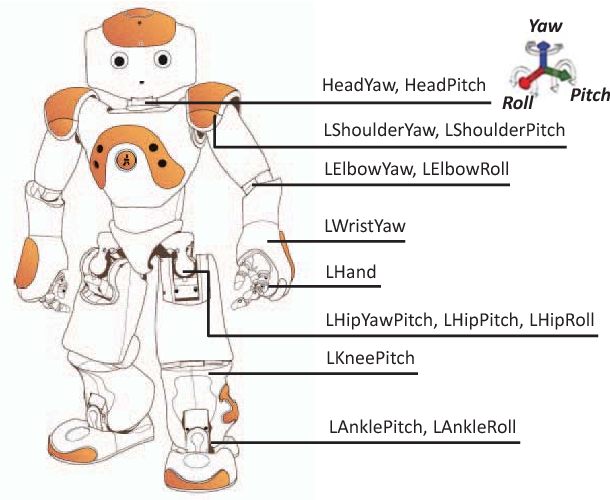 Yaw
Roll
Pitch
HeadYaw, HeadPitch
LShoulderYaw, LShoulderPitch
LElbowYaw, LElbowRoll
LWristYaw
LHand
LHipYawPitch, LHipPitch, LHipRoll
LKneePitch
LAnklePitch, LAnkleRoll